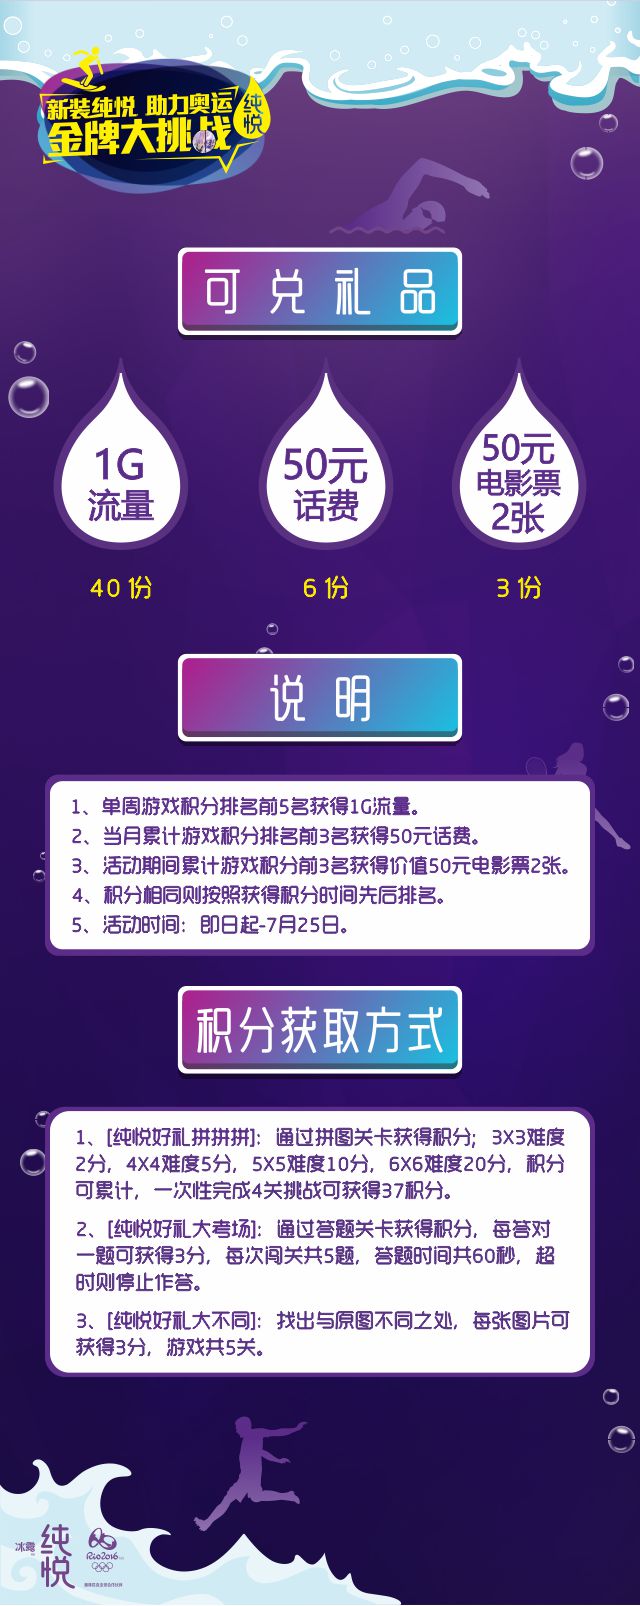 新装纯悦 助力奥运
金牌大挑战
纯悦
可兑礼品
1G
流量
50元
话费
50元
电影票
2张
40份
6份
3份
说明
1、单周游戏积分排名前5名获得1G流量。
2、当月累计游戏积分排名前3名获得50元话费。
3、活动期间累计游戏积分前3名获得价值50元电影票2张。
4、积分相同则按照获得积分时间先后排名。
5、活动时间：即日起-7月25日。
积分获取方式
1、[纯悦好礼拼拼拼]：通过拼图关卡获得积分；3X3难度
2分，4X4难度5分，5X5难度10分，6X6难度20分，积分
可累计，一次性完成4关挑战可获得37积分。
2、[纯悦好礼大考场]：通过答题关卡获得积分，每答对
一题可获得3分，每次闯关共5题，答题时间共60秒，超
时则停止作答。
3、[纯悦好礼大不同]：找出与原图不同之处，每张图片可
获得3分，游戏共5关。
冰露
纯悦
Rio2016